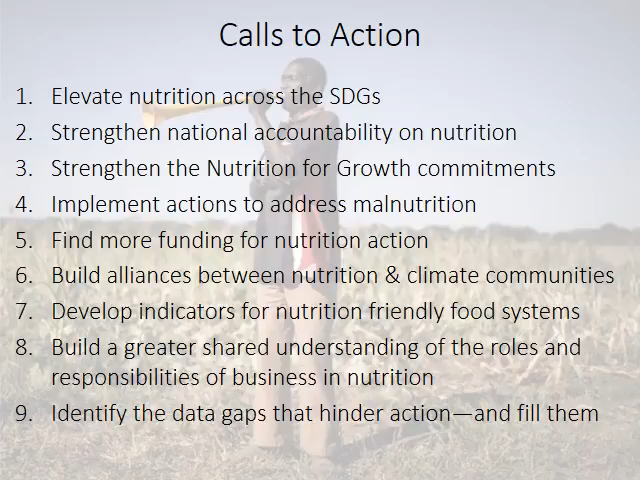 Calls to Action
1. Elevate nutrition across the SDGs
2. Strengthen national accountability on nutrition
3. Strengthen the Nutrition for Growth commitments
4. Implement actions to address malnutrition
5. Find more funding for nutrition action
6. Build alliances between nutrition & climate communities
7. Develop indicators for nutrition friendly food systems
8. Build a greater shared understanding of the roles and
responsibilities of business in nutrition
9. Identify the data gaps that hinder action—and fill them